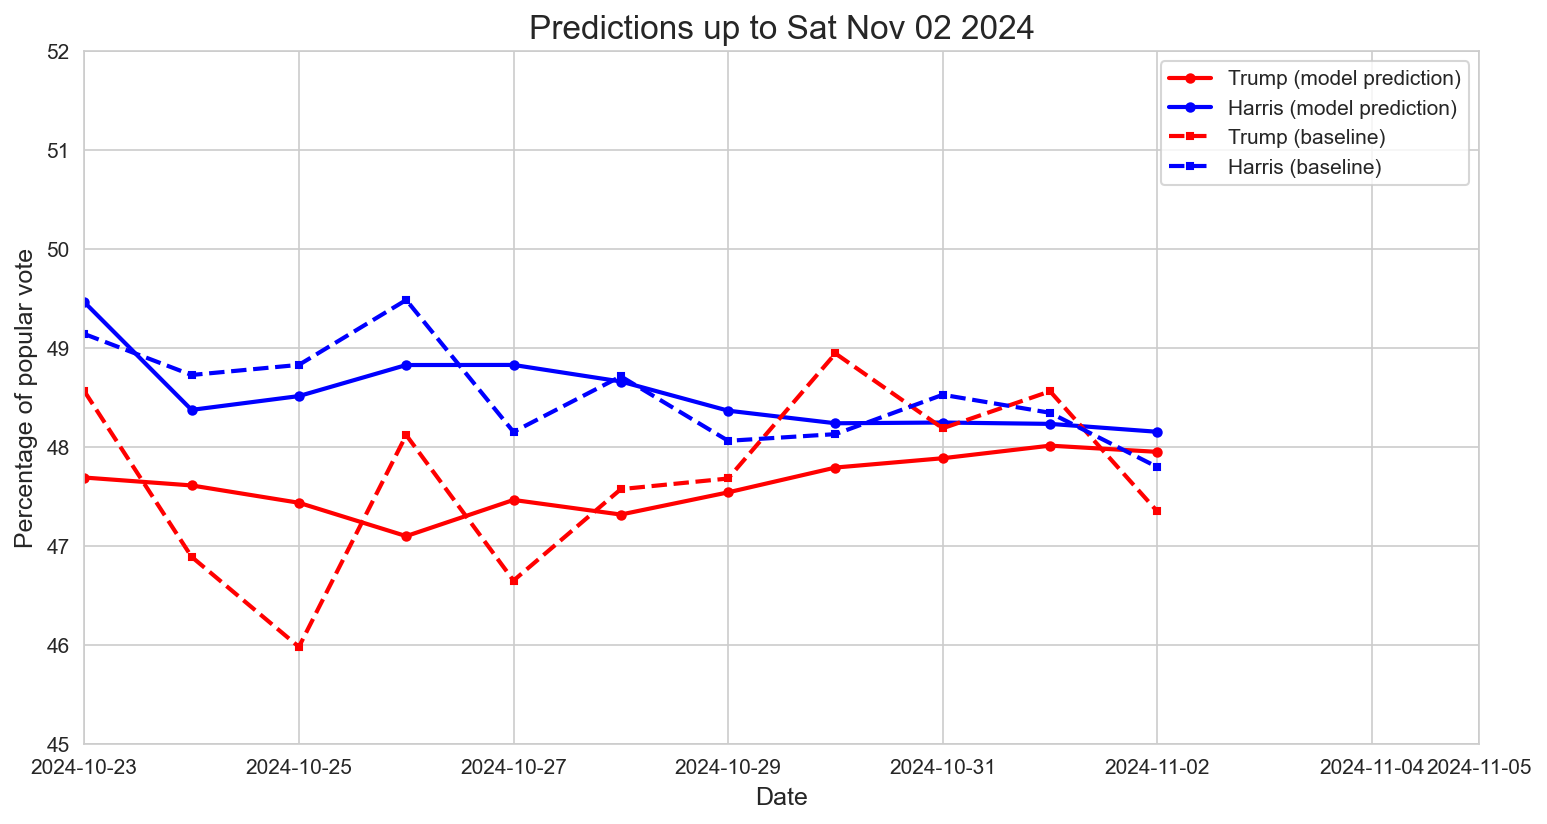 Predictions up to Sat Nov 02 2024
Trump (model prediction)
Harris (model prediction)
Trump (baseline)
Harris (baseline)
Percentage of popular vote
52
51
50
49
48
47
46
45
2024-10-23 2024-10-25 2024-10-27 2024-10-29 2024-10-31 2024-11-02 2024-11-04 2024-11-05
Date